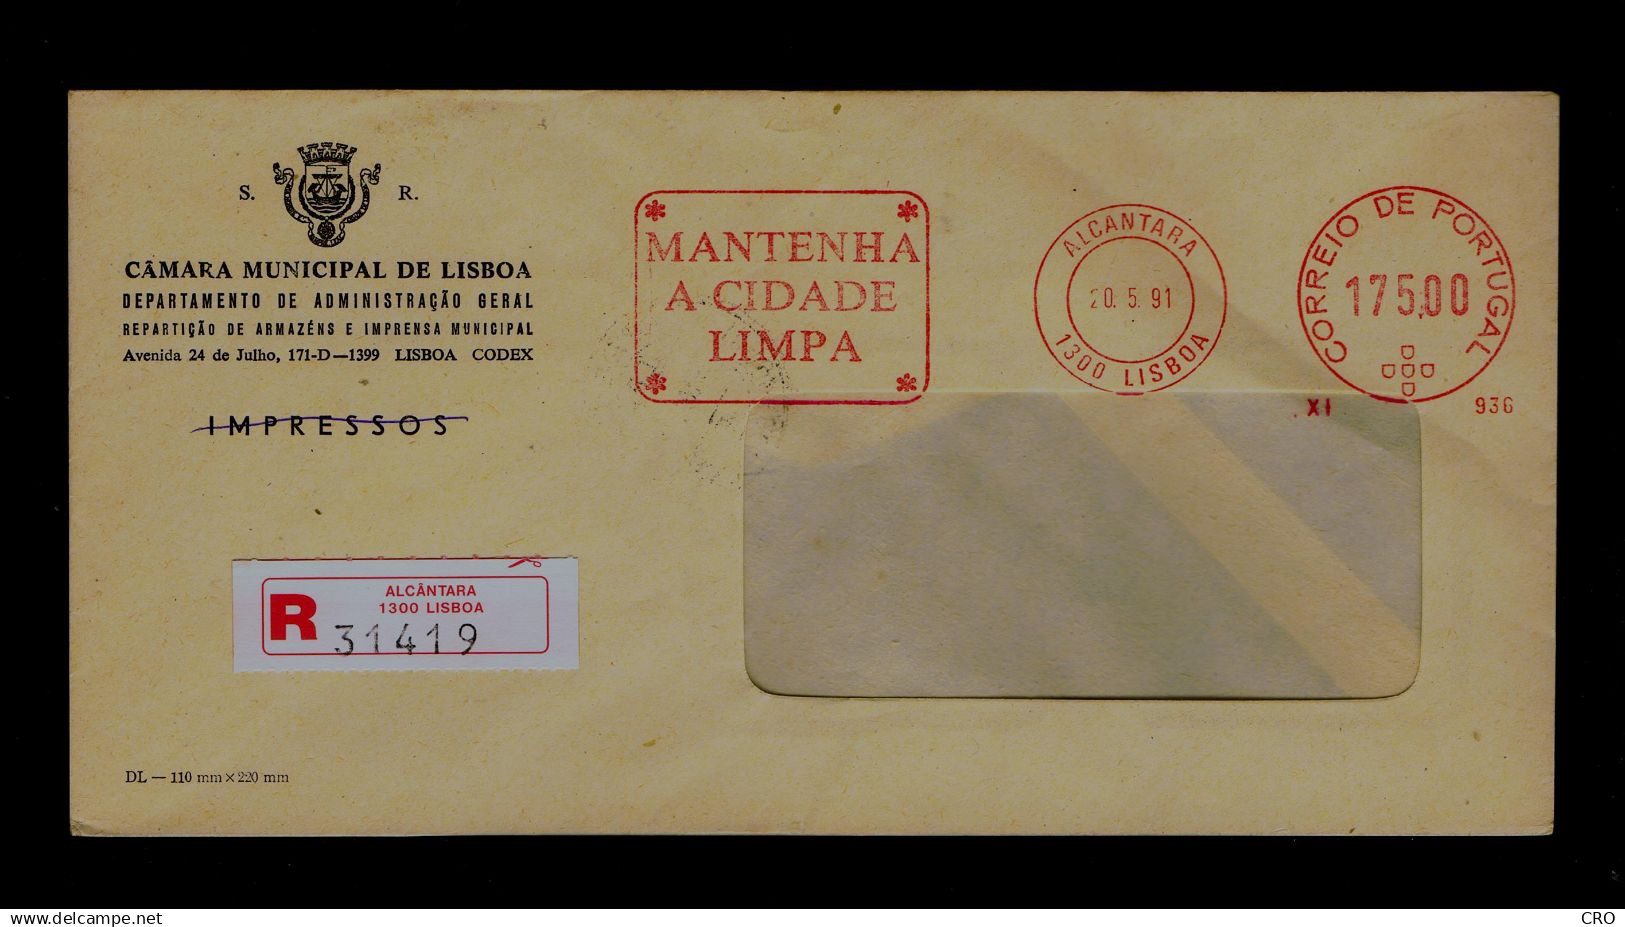 S. R.
CÂMARA MUNICIPAL DE LISBOA
DEPARTAMENTO DE ADMINISTRAÇÃO GERAL
REPARTIÇÃO DE ARMAZÉNS E IMPRENSA MUNICIPAL
Avenida 24 de Julho, 171-D—1399 LISBOA CODEX
IMPRESSOS
MANTENHA
A CIDADE
LIMPA
ALCANTARA
20. 5. 91
1300 LISBOA
CORREIO DE PORTUGAL
175,00
XI
936
ALCÂNTARA
1300 LISBOA
R
31419
DL — 110 mm × 220 mm
www.delcampe.net
CRO